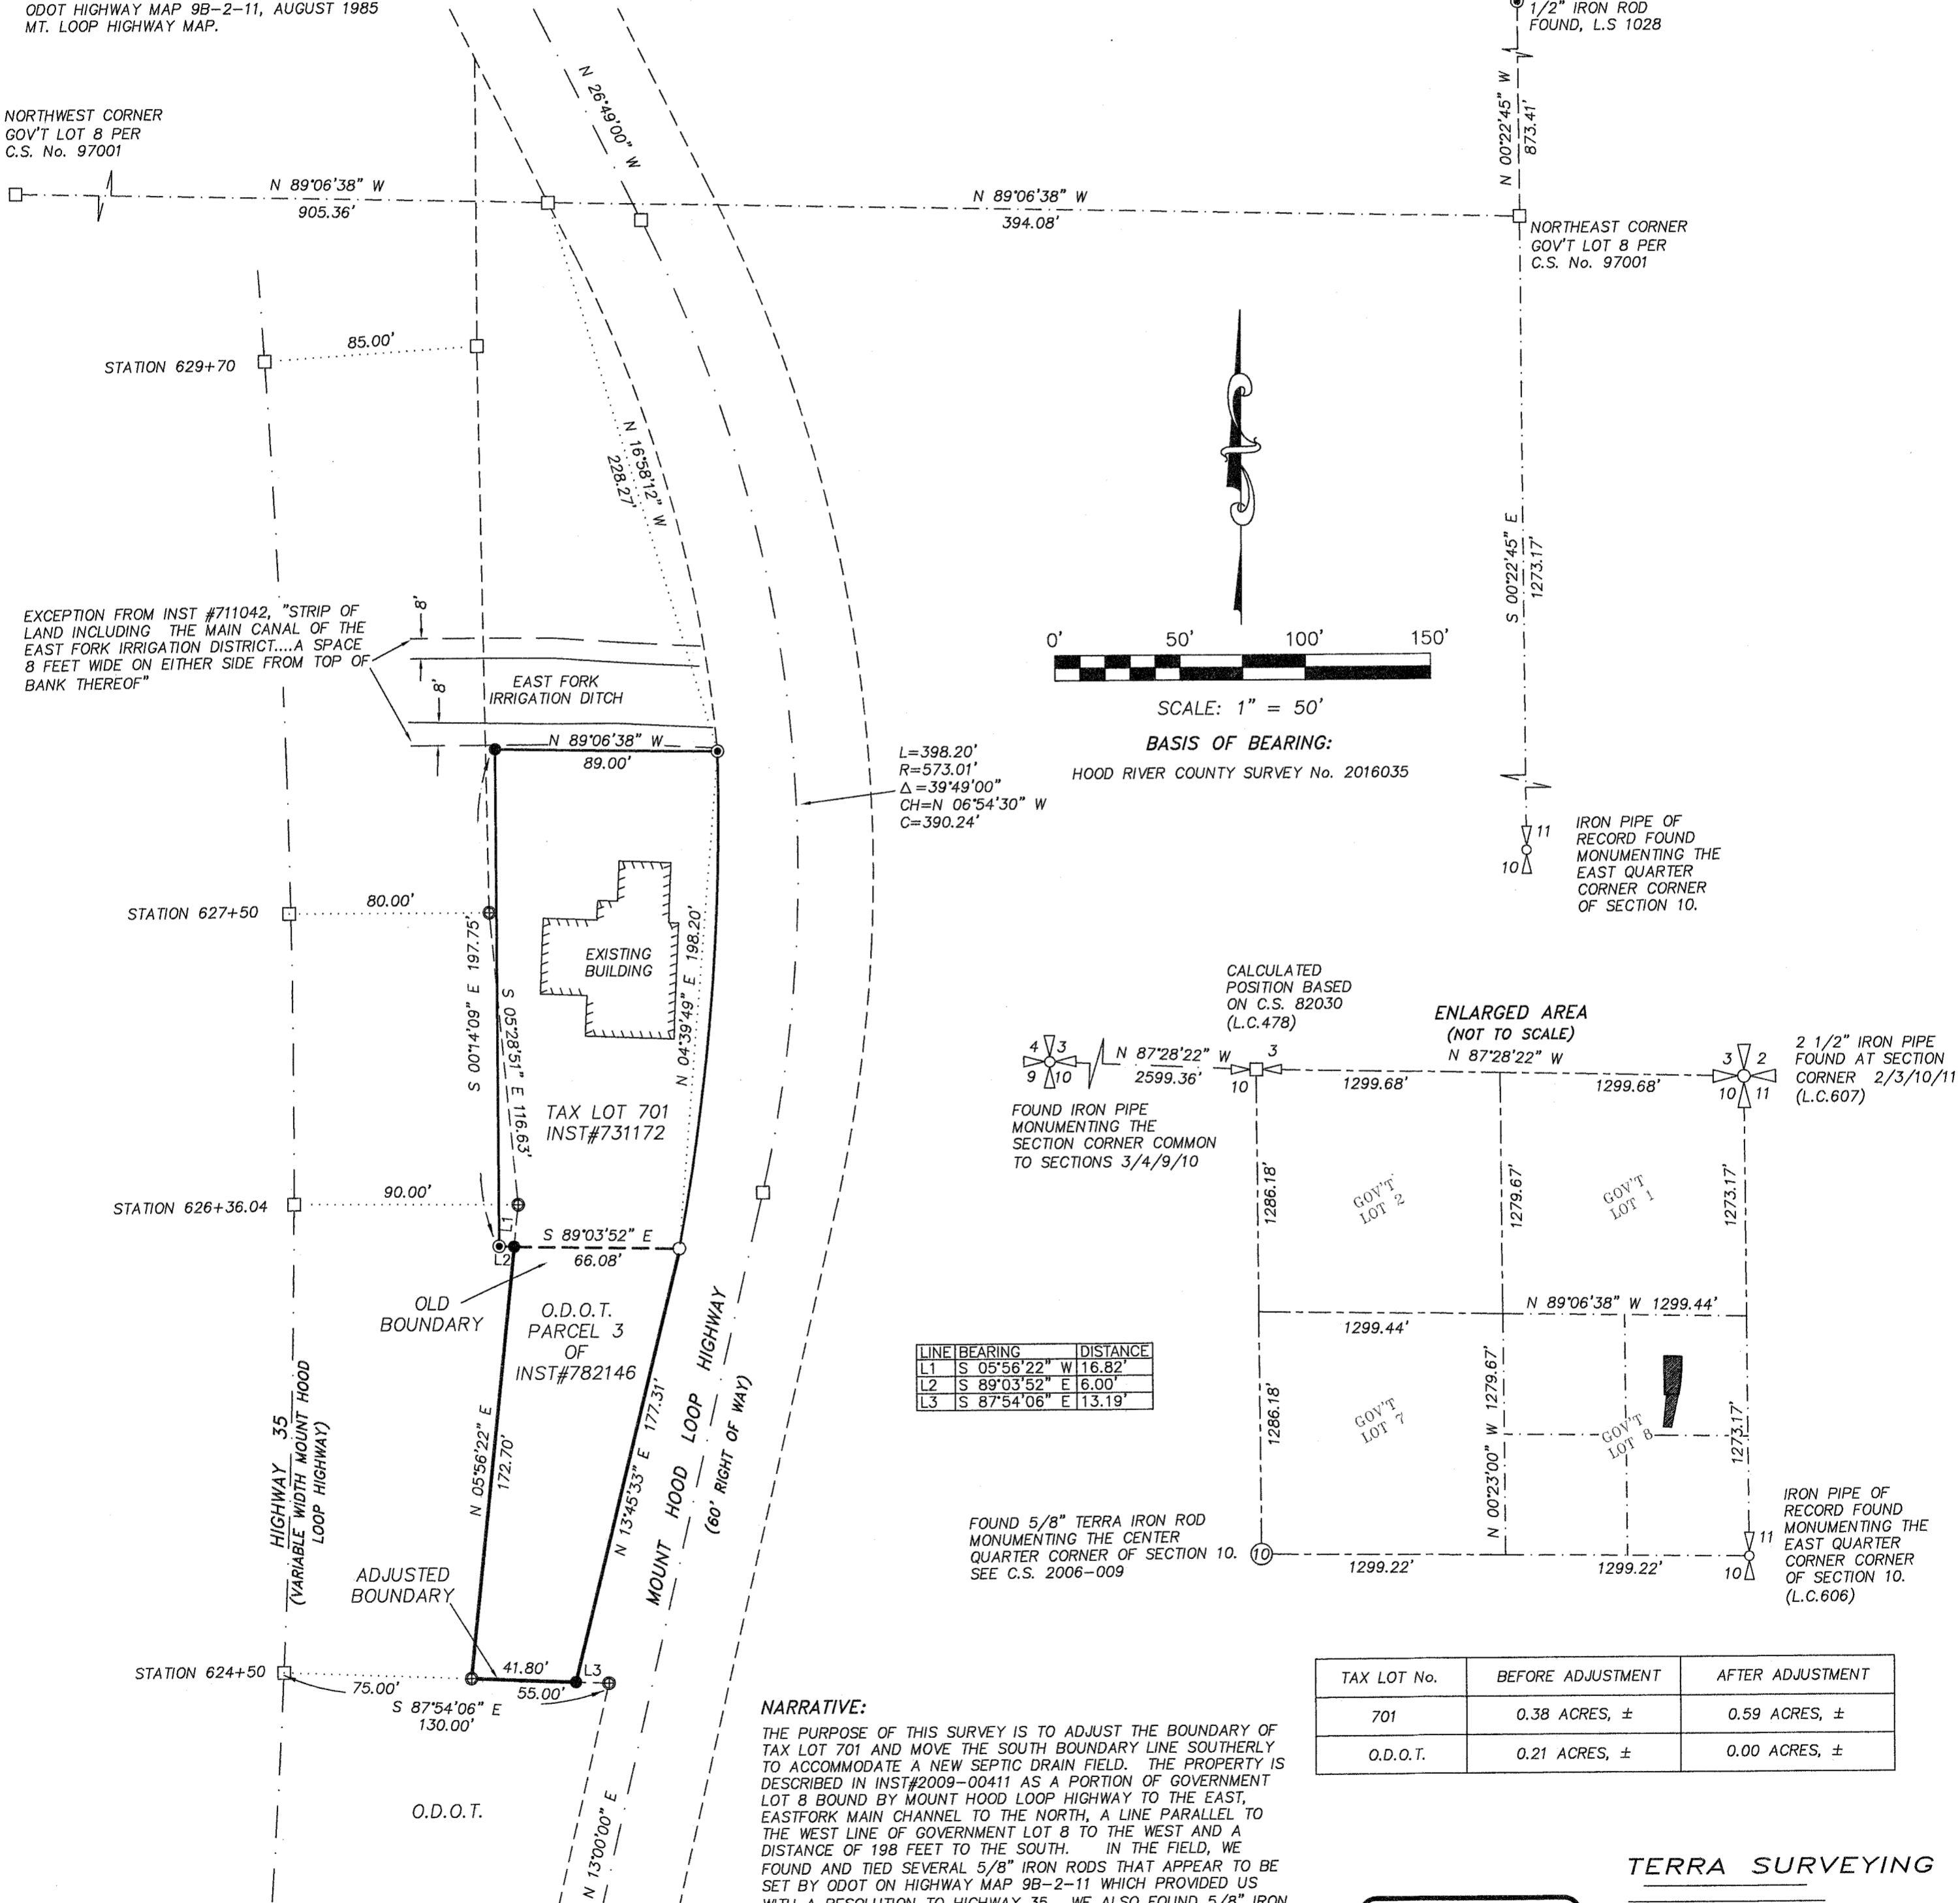 ODOT HIGHWAY MAP 9B-2-11, AUGUST 1985
MT. LOOP HIGHWAY MAP.
1/2" IRON ROD
FOUND, L.S 1028
N 26°49'00" W
N 00°22'45" W
873.41'
NORTHWEST CORNER
GOV'T LOT 8 PER
C.S. No. 97001
N 89°06'38" W
905.36'
N 89°06'38" W
394.08'
NORTHEAST CORNER
GOV'T LOT 8 PER
C.S. No. 97001
STATION 629+70
85.00'
N 16°58'12" W
228.27'
S 00°22'45" E
1273.17'
EXCEPTION FROM INST #711042, "STRIP OF
LAND INCLUDING THE MAIN CANAL OF THE
EAST FORK IRRIGATION DISTRICT....A SPACE
8 FEET WIDE ON EITHER SIDE FROM TOP OF
BANK THEREOF"
8'
8'
EAST FORK
IRRIGATION DITCH
0' 50' 100' 150'
SCALE: 1" = 50'
BASIS OF BEARING:
HOOD RIVER COUNTY SURVEY No. 2016035
N 89°06'38" W
89.00'
L=398.20'
R=573.01'
Δ=39°49'00"
CH=N 06°54'30" W
C=390.24'
11
10
IRON PIPE OF
RECORD FOUND
MONUMENTING THE
EAST QUARTER
CORNER CORNER
OF SECTION 10.
STATION 627+50
80.00'
EXISTING
BUILDING
S 00°14'09" E 197.75'
S 05°28'51" E 116.63'
N 04°39'49" E 198.20'
TAX LOT 701
INST#731172
STATION 626+36.04
90.00'
L1
L2
S 89°03'52" E
66.08'
OLD
BOUNDARY
O.D.O.T.
PARCEL 3
OF
INST#782146
CALCULATED
POSITION BASED
ON C.S. 82030
(L.C.478)
ENLARGED AREA
(NOT TO SCALE)
4 3
9 10
N 87°28'22" W
2599.36'
3
10
N 87°28'22" W
1299.68'
1299.68'
3 2
10 11
2 1/2" IRON PIPE
FOUND AT SECTION
CORNER 2/3/10/11
(L.C.607)
FOUND IRON PIPE
MONUMENTING THE
SECTION CORNER COMMON
TO SECTIONS 3/4/9/10
1286.18'
GOV'T
LOT 2
1279.67'
GOV'T
LOT 1
1273.17'
N 89°06'38" W 1299.44'
1299.44'
LINE BEARING DISTANCE
L1 S 05°56'22" W 16.82'
L2 S 89°03'52" E 6.00'
L3 S 87°54'06" E 13.19'
1286.18'
GOV'T
LOT 7
N 00°23'00" W 1279.67'
GOV'T
LOT 8
1273.17'
FOUND 5/8" TERRA IRON ROD
MONUMENTING THE CENTER
QUARTER CORNER OF SECTION 10.
SEE C.S. 2006-009
10
1299.22'
1299.22'
11
10
IRON PIPE OF
RECORD FOUND
MONUMENTING THE
EAST QUARTER
CORNER CORNER
OF SECTION 10.
(L.C.606)
HIGHWAY 35
(VARIABLE WIDTH MOUNT HOOD
LOOP HIGHWAY)
N 05°56'22" E
172.70'
N 13°45'33" E 177.31'
MOUNT HOOD LOOP HIGHWAY
(60' RIGHT OF WAY)
ADJUSTED
BOUNDARY
STATION 624+50
75.00'
41.80'
L3
55.00'
S 87°54'06" E
130.00'
O.D.O.T.
N 13°00'00" E
TAX LOT No. BEFORE ADJUSTMENT AFTER ADJUSTMENT
701 0.38 ACRES, ± 0.59 ACRES, ±
O.D.O.T. 0.21 ACRES, ± 0.00 ACRES, ±
NARRATIVE:
THE PURPOSE OF THIS SURVEY IS TO ADJUST THE BOUNDARY OF
TAX LOT 701 AND MOVE THE SOUTH BOUNDARY LINE SOUTHERLY
TO ACCOMMODATE A NEW SEPTIC DRAIN FIELD. THE PROPERTY IS
DESCRIBED IN INST#2009-00411 AS A PORTION OF GOVERNMENT
LOT 8 BOUND BY MOUNT HOOD LOOP HIGHWAY TO THE EAST,
EASTFORK MAIN CHANNEL TO THE NORTH, A LINE PARALLEL TO
THE WEST LINE OF GOVERNMENT LOT 8 TO THE WEST AND A
DISTANCE OF 198 FEET TO THE SOUTH. IN THE FIELD, WE
FOUND AND TIED SEVERAL 5/8" IRON RODS THAT APPEAR TO BE
SET BY ODOT ON HIGHWAY MAP 9B-2-11 WHICH PROVIDED US
WITH A RESOLUTION TO HIGHWAY 35. WE ALSO FOUND 5/8" IRON
TERRA SURVEYING